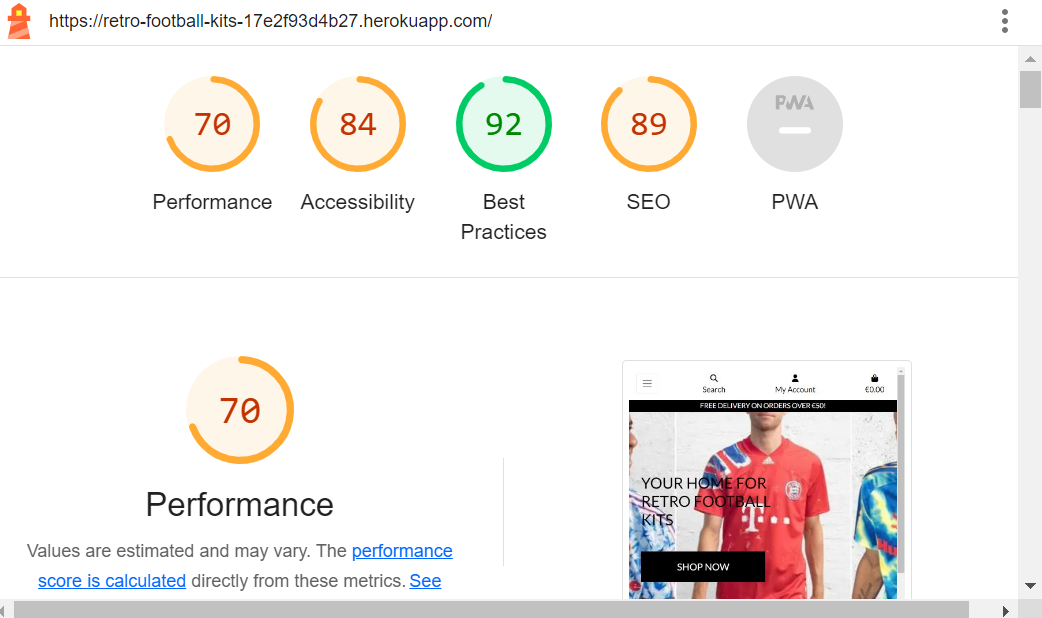 https://retro-football-kits-17e2f93d4b27.herokuapp.com/
70
84
92
89
PWA
Performance
Accessibility
Best
Practices
SEO
PWA
70
Performance
Values are estimated and may vary. The performance
score is calculated directly from these metrics. See
Search
My Account
€0.00
FREE DELIVERY ON ORDERS OVER €50!
YOUR HOME FOR
RETRO FOOTBALL
KITS
SHOP NOW